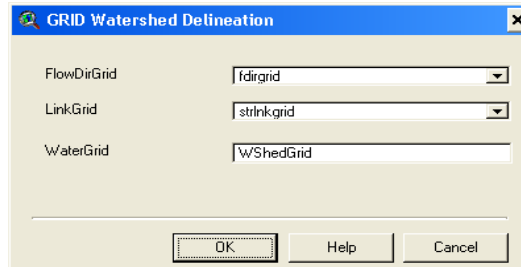 GRID Watershed Delineation
FlowDirGrid fdirgrid
LinkGrid strlnkgrid
WaterGrid WShedGrid
OK Help Cancel